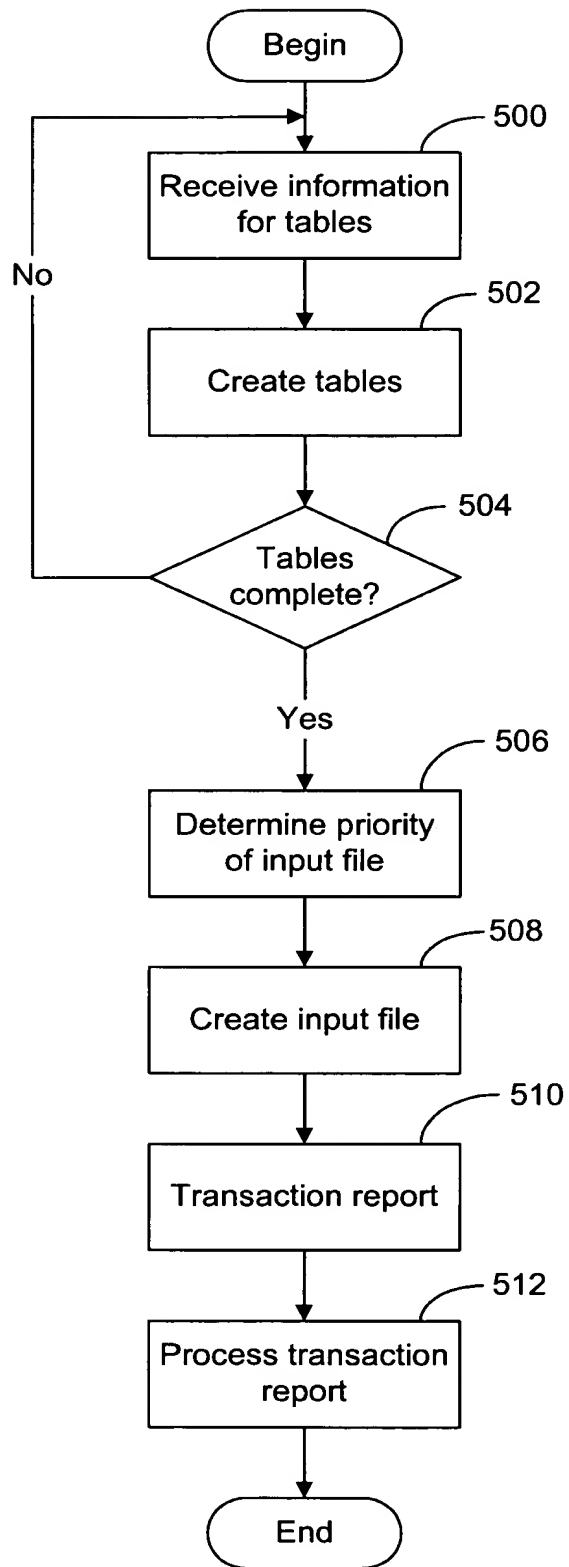 Begin
500
Receive information
for tables
No
502
Create tables
504
Tables
complete?
Yes
506
Determine priority
of input file
508
Create input file
510
Transaction report
512
Process transaction
report
End